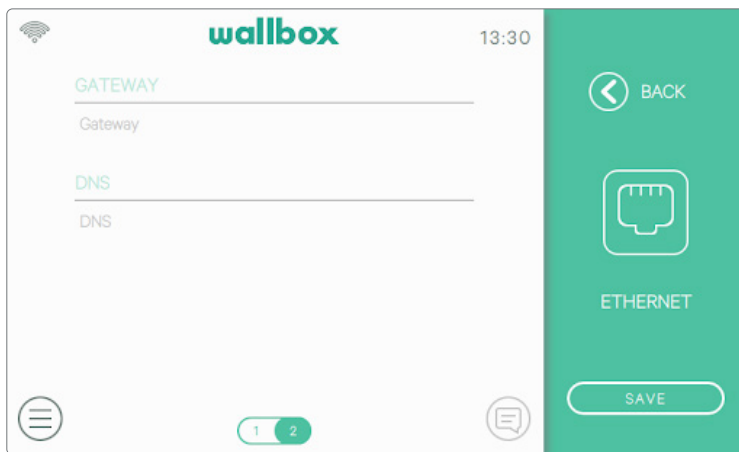 wallbox
13:30
GATEWAY
Gateway
DNS
DNS
1 2
BACK
ETHERNET
SAVE